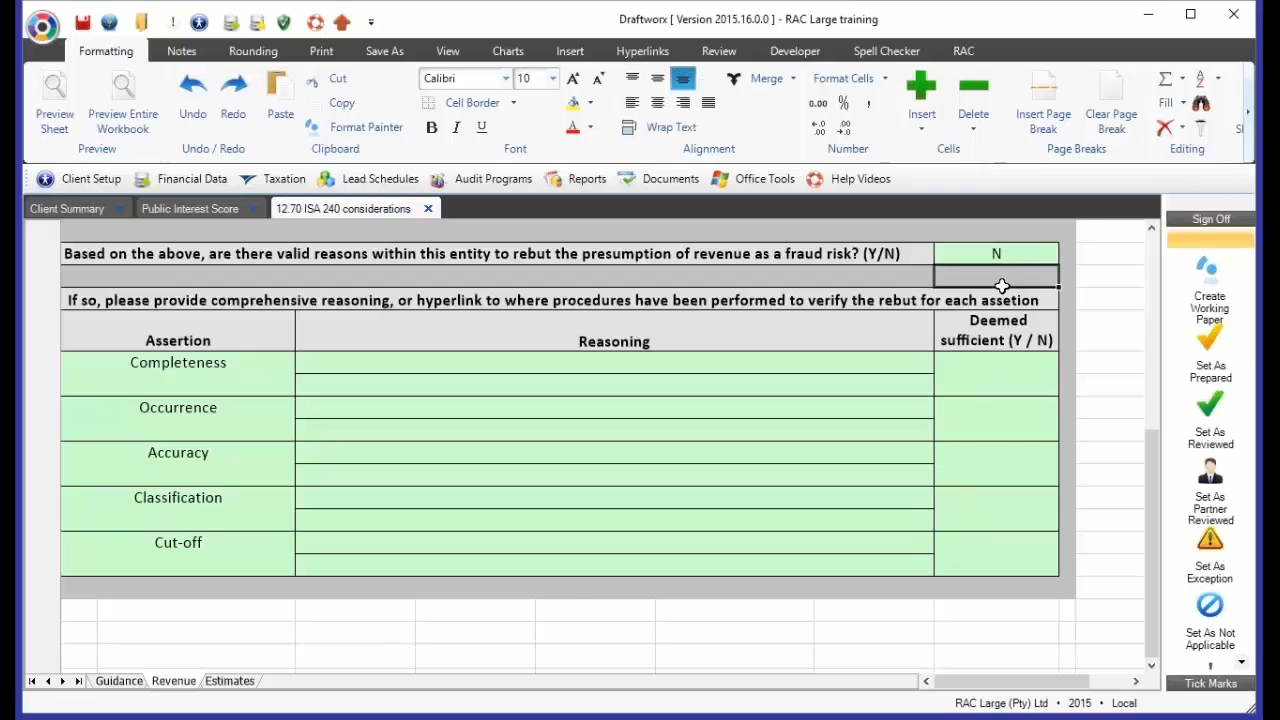 Draftworx [ Version 2015.16.0.0 ] - RAC Large training
Formatting Notes Rounding Print Save As View Charts Insert Hyperlinks Review Developer Spell Checker RAC
Preview Sheet
Preview Entire Workbook
Preview
Undo
Redo
Undo / Redo
Paste
Cut
Copy
Format Painter
Clipboard
Calibri 10
Cell Border
B I U
A
Font
Merge
Wrap Text
Alignment
Format Cells
0.00 % ,
Number
Insert
Delete
Cells
Insert Page Break
Clear Page Break
Page Breaks
Fill
Editing
Client Setup Financial Data Taxation Lead Schedules Audit Programs Reports Documents Office Tools Help Videos
Client Summary Public Interest Score 12.70 ISA 240 considerations
Based on the above, are there valid reasons within this entity to rebut the presumption of revenue as a fraud risk? (Y/N) N
If so, please provide comprehensive reasoning, or hyperlink to where procedures have been performed to verify the rebut for each assetion
Assertion Reasoning Deemed sufficient (Y / N)
Completeness
Occurrence
Accuracy
Classification
Cut-off
Guidance Revenue Estimates
RAC Large (Pty) Ltd • 2015 • Local
Sign Off
Create Working Paper
Set As Prepared
Set As Reviewed
Set As Partner Reviewed
Set As Exception
Set As Not Applicable
Tick Marks